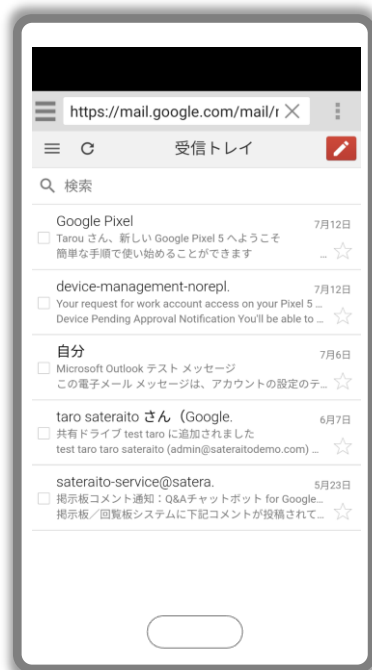 https://mail.google.com/mail/r
受信トレイ
検索
Google Pixel
7月12日
Tarou さん、新しい Google Pixel 5 へようこそ
簡単な手順で使い始めることができます
...
device-management-norepl.
7月12日
Your request for work account access on your Pixel 5 ...
Device Pending Approval Notification You'll be able to ...
自分
7月6日
Microsoft Outlook テスト メッセージ
この電子メール メッセージは、アカウントの設定のテ...
taro sateraito さん（Google.
6月7日
共有ドライブ test taro に追加されました
test taro taro sateraito (admin@sateraitodemo.com) ...
sateraito-service@satera.
5月23日
掲示板コメント通知：Q&Aチャットボット for Google...
掲示板／回覧板システムに下記コメントが投稿されて...